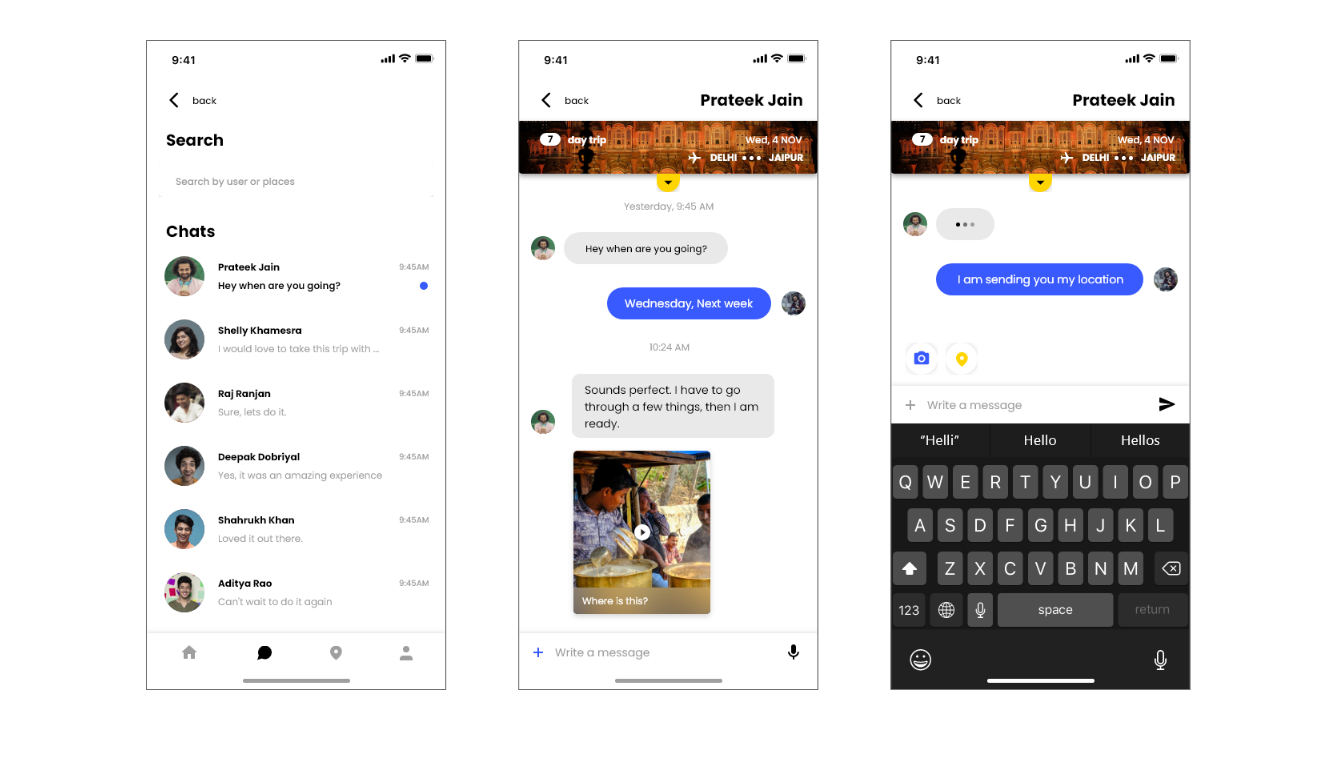 9:41
back
Search
Search by user or places
Chats
Prateek Jain 9:45AM
Hey when are you going?
Shelly Khamesra 9:45AM
I would love to take this trip with ...
Raj Ranjan 9:45AM
Sure, lets do it.
Deepak Dobriyal 9:45AM
Yes, it was an amazing experience
Shahrukh Khan 9:45AM
Loved it out there.
Aditya Rao 9:45AM
Can't wait to do it again
9:41
back Prateek Jain
7 day trip Wed, 4 NOV
DELHI JAIPUR
Yesterday, 9:45 AM
Hey when are you going?
Wednesday, Next week
10:24 AM
Sounds perfect. I have to go
through a few things, then I am
ready.
Where is this?
+ Write a message
9:41
back Prateek Jain
7 day trip Wed, 4 NOV
DELHI JAIPUR
I am sending you my location
+ Write a message
“Helli” Hello Hellos
Q W E R T Y U I O P
A S D F G H J K L
Z X C V B N M
123 space return